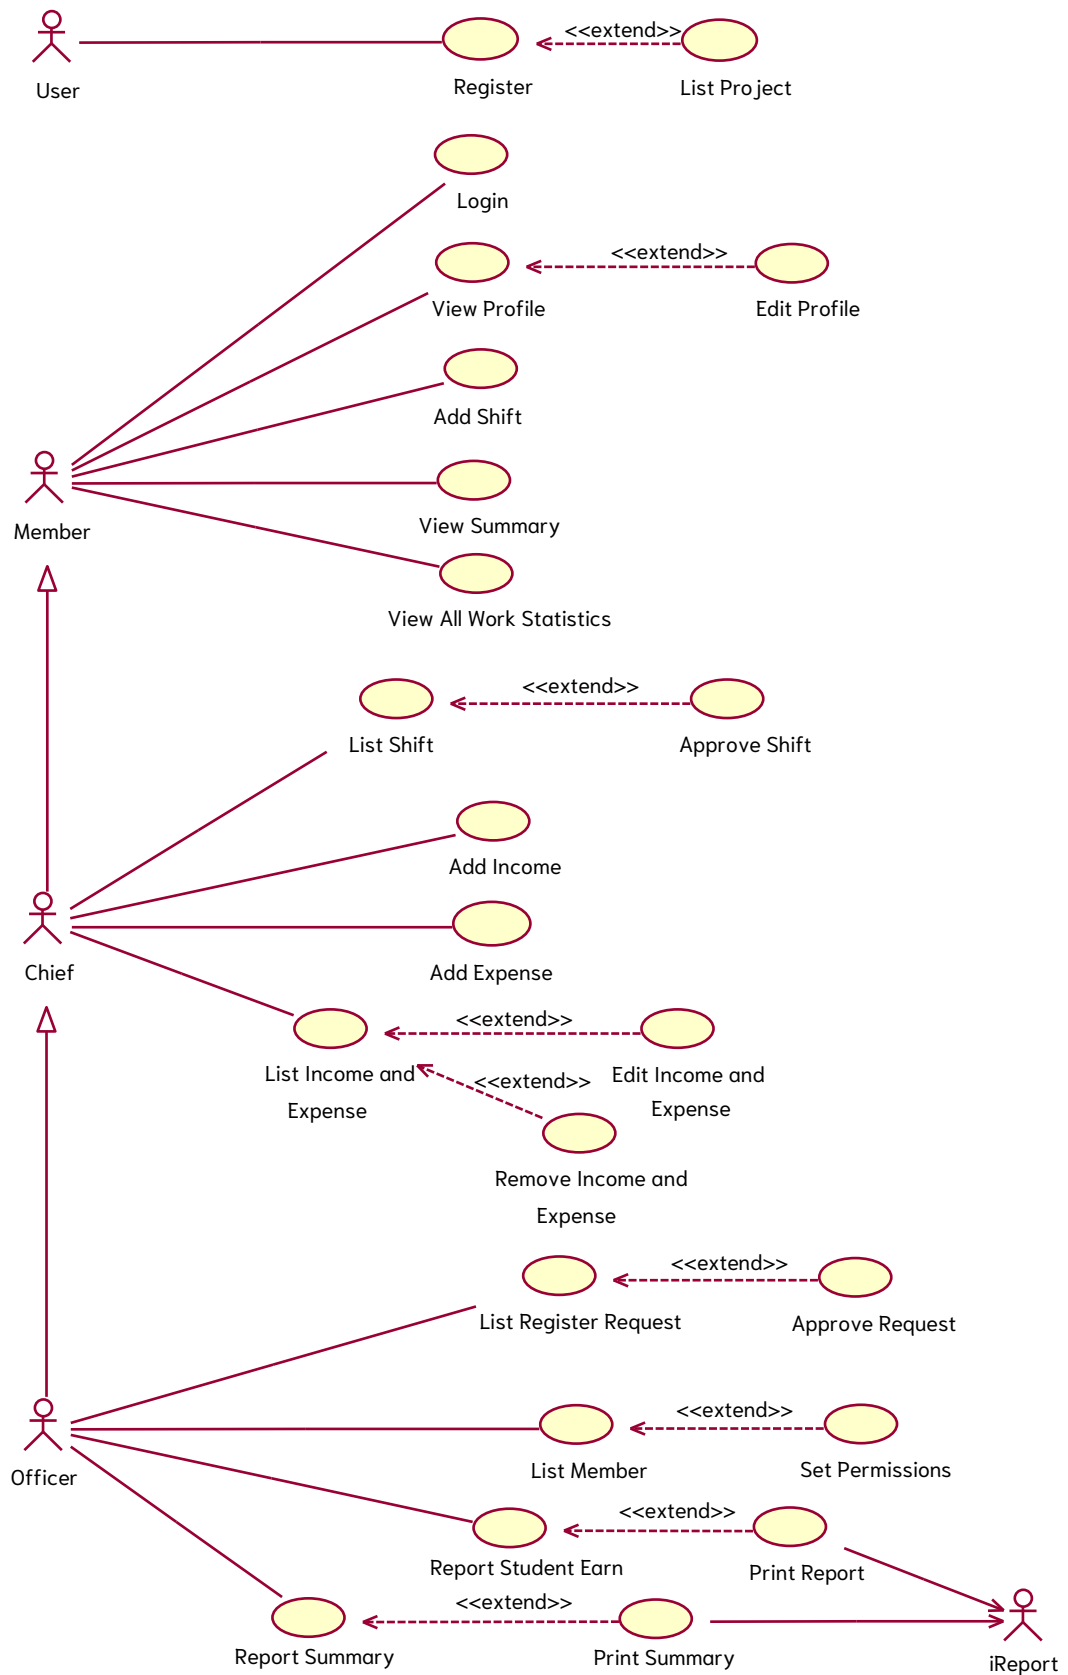 <<extend>>
User
Register
List Project
Login
<<extend>>
View Profile
Edit Profile
Add Shift
Member
View Summary
View All Work Statistics
<<extend>>
List Shift
Approve Shift
Add Income
Chief
Add Expense
<<extend>>
List Income and
Expense
<<extend>>
Edit Income and
Expense
Remove Income and
Expense
<<extend>>
List Register Request
Approve Request
<<extend>>
Officer
List Member
Set Permissions
<<extend>>
Report Student Earn
Print Report
<<extend>>
Report Summary
Print Summary
iReport